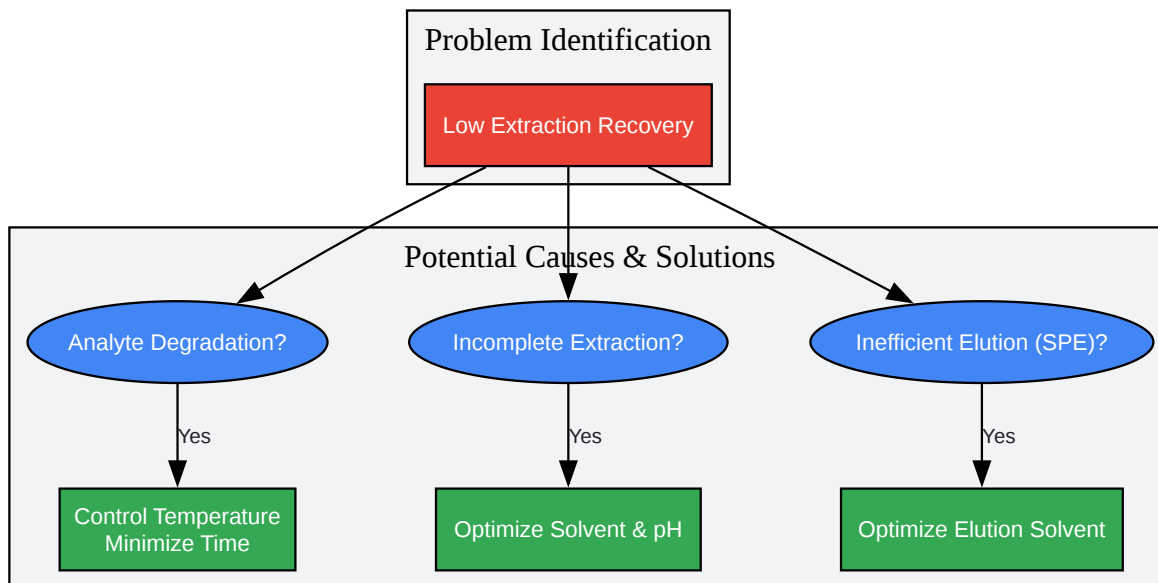 Problem Identification
Low Extraction Recovery
Potential Causes & Solutions
Analyte Degradation?
Incomplete Extraction?
Inefficient Elution (SPE)?
Yes
Yes
Yes
Control Temperature
Minimize Time
Optimize Solvent & pH
Optimize Elution Solvent